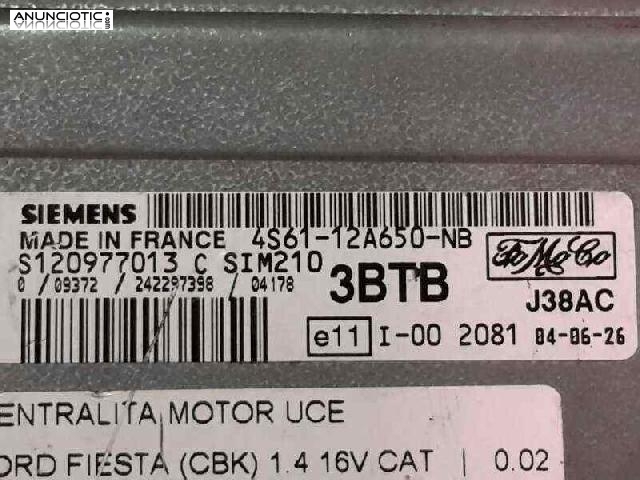 ANUNCIOTIC.com
SIEMENS
MADE IN FRANCE 4S61-12A650-NB
S120977013 C SIM210
0 / 09372 / 242297398 / 04178
3BTB
FoMoCo
J38AC
e11 I-00 2081 04-06-26
ENTRALITA MOTOR UCE
ORD FIESTA (CBK) 1.4 16V CAT | 0.02